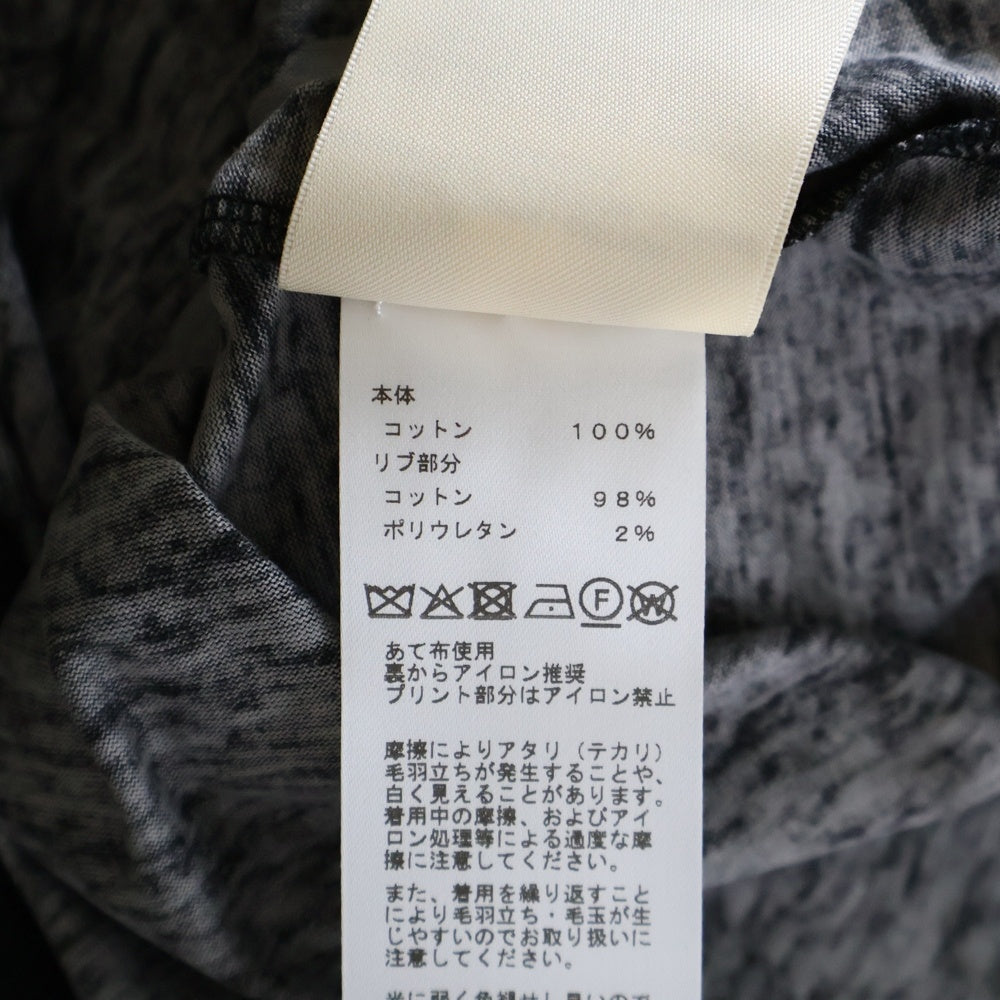 本体
コットン 100%
リブ部分
コットン 98%
ポリウレタン 2%
F W
あて布使用
裏からアイロン推奨
プリント部分はアイロン禁止
摩擦によりアタリ（テカリ）
毛羽立ちが発生することや、
白く見えることがあります。
着用中の摩擦、およびアイ
ロン処理等による過度な摩
擦に注意してください。
また、着用を繰り返すこと
により毛羽立ち・毛玉が生
じやすいのでお取り扱いに
注意してください。